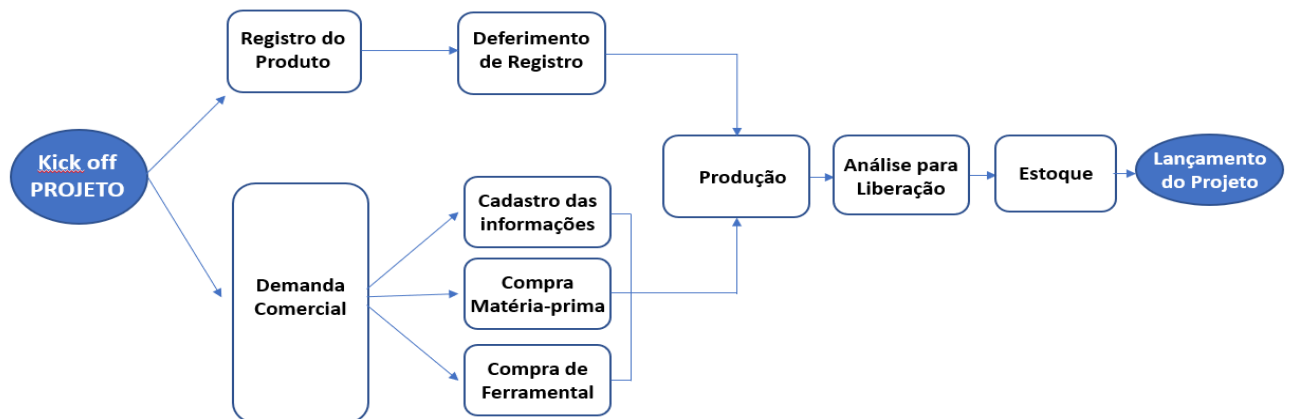 Registro do
Produto
Deferimento
de Registro
Kick off
PROJETO
Demanda
Comercial
Cadastro das
informações
Compra
Matéria-prima
Compra de
Ferramental
Produção
Análise para
Liberação
Estoque
Lançamento
do Projeto